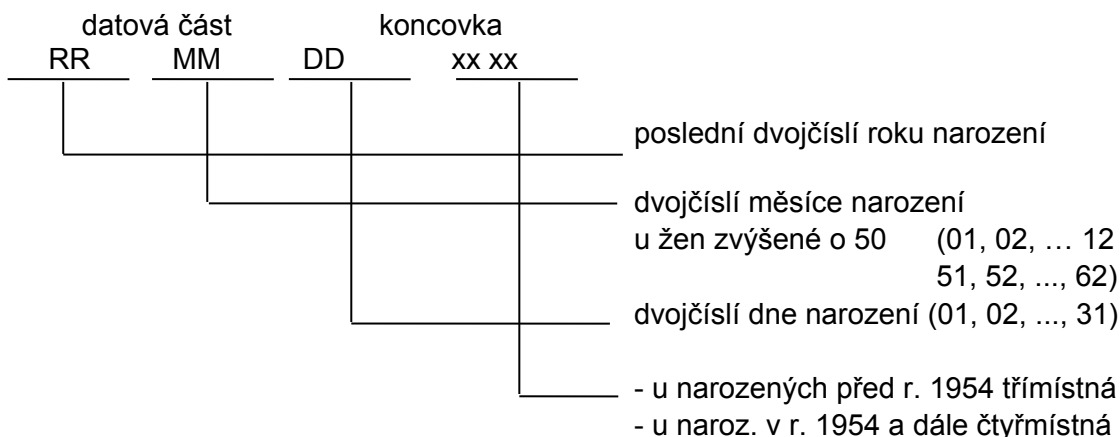 datová část koncovka
RR MM DD xx xx
poslední dvojčíslí roku narození
dvojčíslí měsíce narození
u žen zvýšené o 50 (01, 02, … 12
51, 52, ..., 62)
dvojčíslí dne narození (01, 02, ..., 31)
- u narozených před r. 1954 třímístná
- u naroz. v r. 1954 a dále čtyřmístná